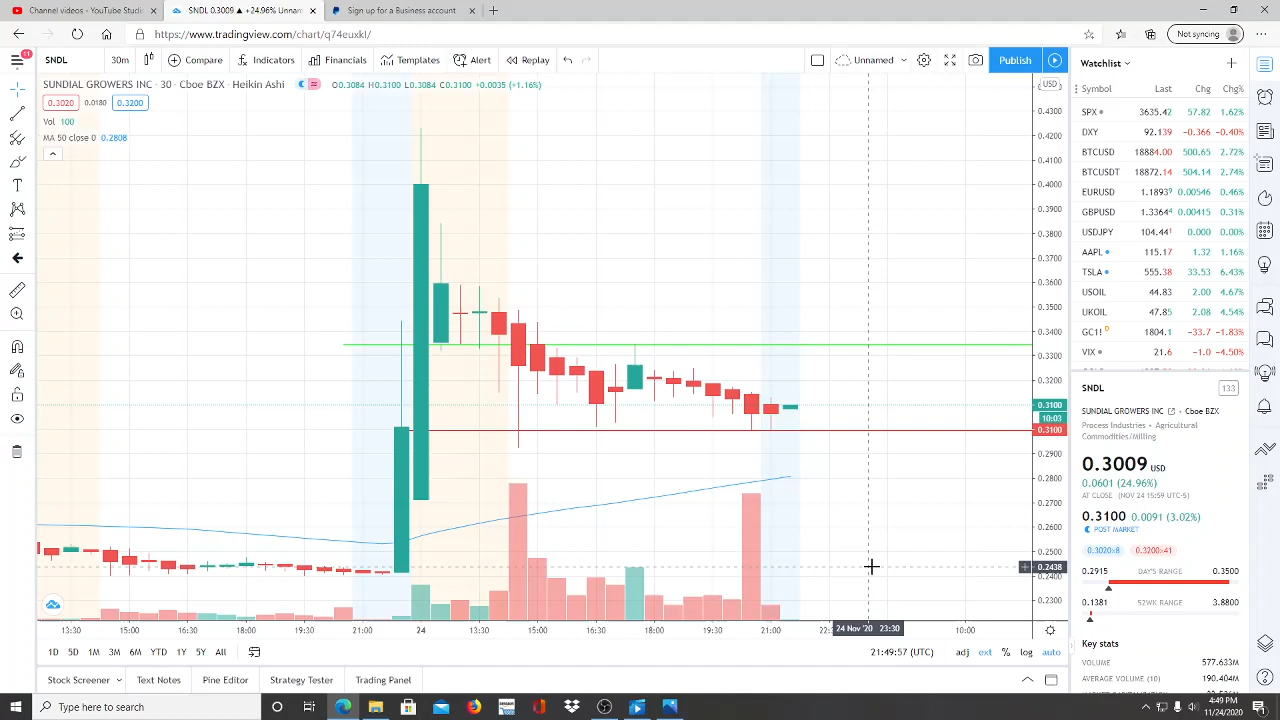 Channel videos - YouTube Studio
SNDL 0.3009 ▲ +24.96% Unnam
Sign up for a Business account
https://www.tradingview.com/chart/q74euxkl/
Not syncing
11
SNDL
30m
Compare
Indicators
Financials
Templates
Alert
Replay
Unnamed
Publish
SUNDIAL GROWERS INC · 30 · Cboe BZX · Heikin Ashi
O0.3084 H0.3100 L0.3084 C0.3100 +0.0035 (+1.16%)
0.3020 0.0180 0.3200
Vol 100
MA 50 close 0 0.2808
USD
0.4300
0.4200
0.4100
0.4000
0.3900
0.3800
0.3700
0.3600
0.3500
0.3400
0.3300
0.3200
0.3100
10:03
0.3100
0.2900
0.2800
0.2700
0.2600
0.2500
0.2438
0.2400
0.2300
13:30 15:00 16:30 18:00 19:30 21:00 24 13:30 15:00 16:30 18:00 19:30 21:00 24 Nov '20 23:30 10:00
1D 5D 1M 3M 6M YTD 1Y 5Y All
21:49:57 (UTC) adj ext % log auto
Stock Screener Text Notes Pine Editor Strategy Tester Trading Panel
Watchlist
Symbol Last Chg Chg%
SPX 3635.42 57.82 1.62%
DXY 92.139 -0.366 -0.40%
BTCUSD 18884.00 500.65 2.72%
BTCUSDT 18872.14 504.14 2.74%
EURUSD 1.18939 0.00546 0.46%
GBPUSD 1.33644 0.00415 0.31%
USDJPY 104.441 0.000 0.00%
AAPL 115.17 1.32 1.16%
TSLA 555.38 33.53 6.43%
USOIL 44.83 2.00 4.67%
UKOIL 47.85 2.08 4.54%
GC1! D 1804.1 -33.7 -1.83%
VIX 21.6 -1.0 -4.50%
SNDL
133
SUNDIAL GROWERS INC · Cboe BZX
Process Industries · Agricultural
Commodities/Milling
0.3009 USD
0.0601 (24.96%)
AT CLOSE (NOV 24 15:59 UTC-5)
0.3100 0.0091 (3.02%)
POST MARKET
0.3020×8 0.3200×41
0.2915 DAY'S RANGE 0.3500
0.1381 52WK RANGE 3.8800
Key stats
VOLUME 577.633M
AVERAGE VOLUME (10) 190.404M
Type here to search
4:49 PM
11/24/2020